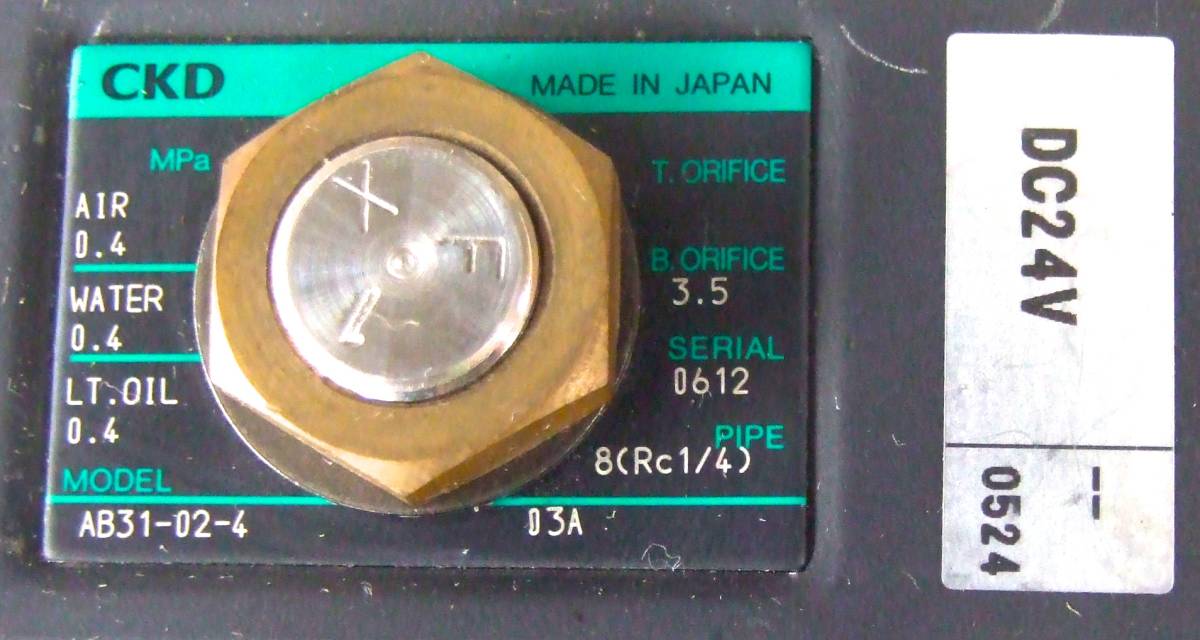 CKD
MADE IN JAPAN
MPa
AIR
0.4
WATER
0.4
LT.OIL
0.4
MODEL
AB31-02-4
03A
T. ORIFICE
B. ORIFICE
3.5
SERIAL
0612
PIPE
8(Rc1/4)
X
F
1
DC24V
--
0524